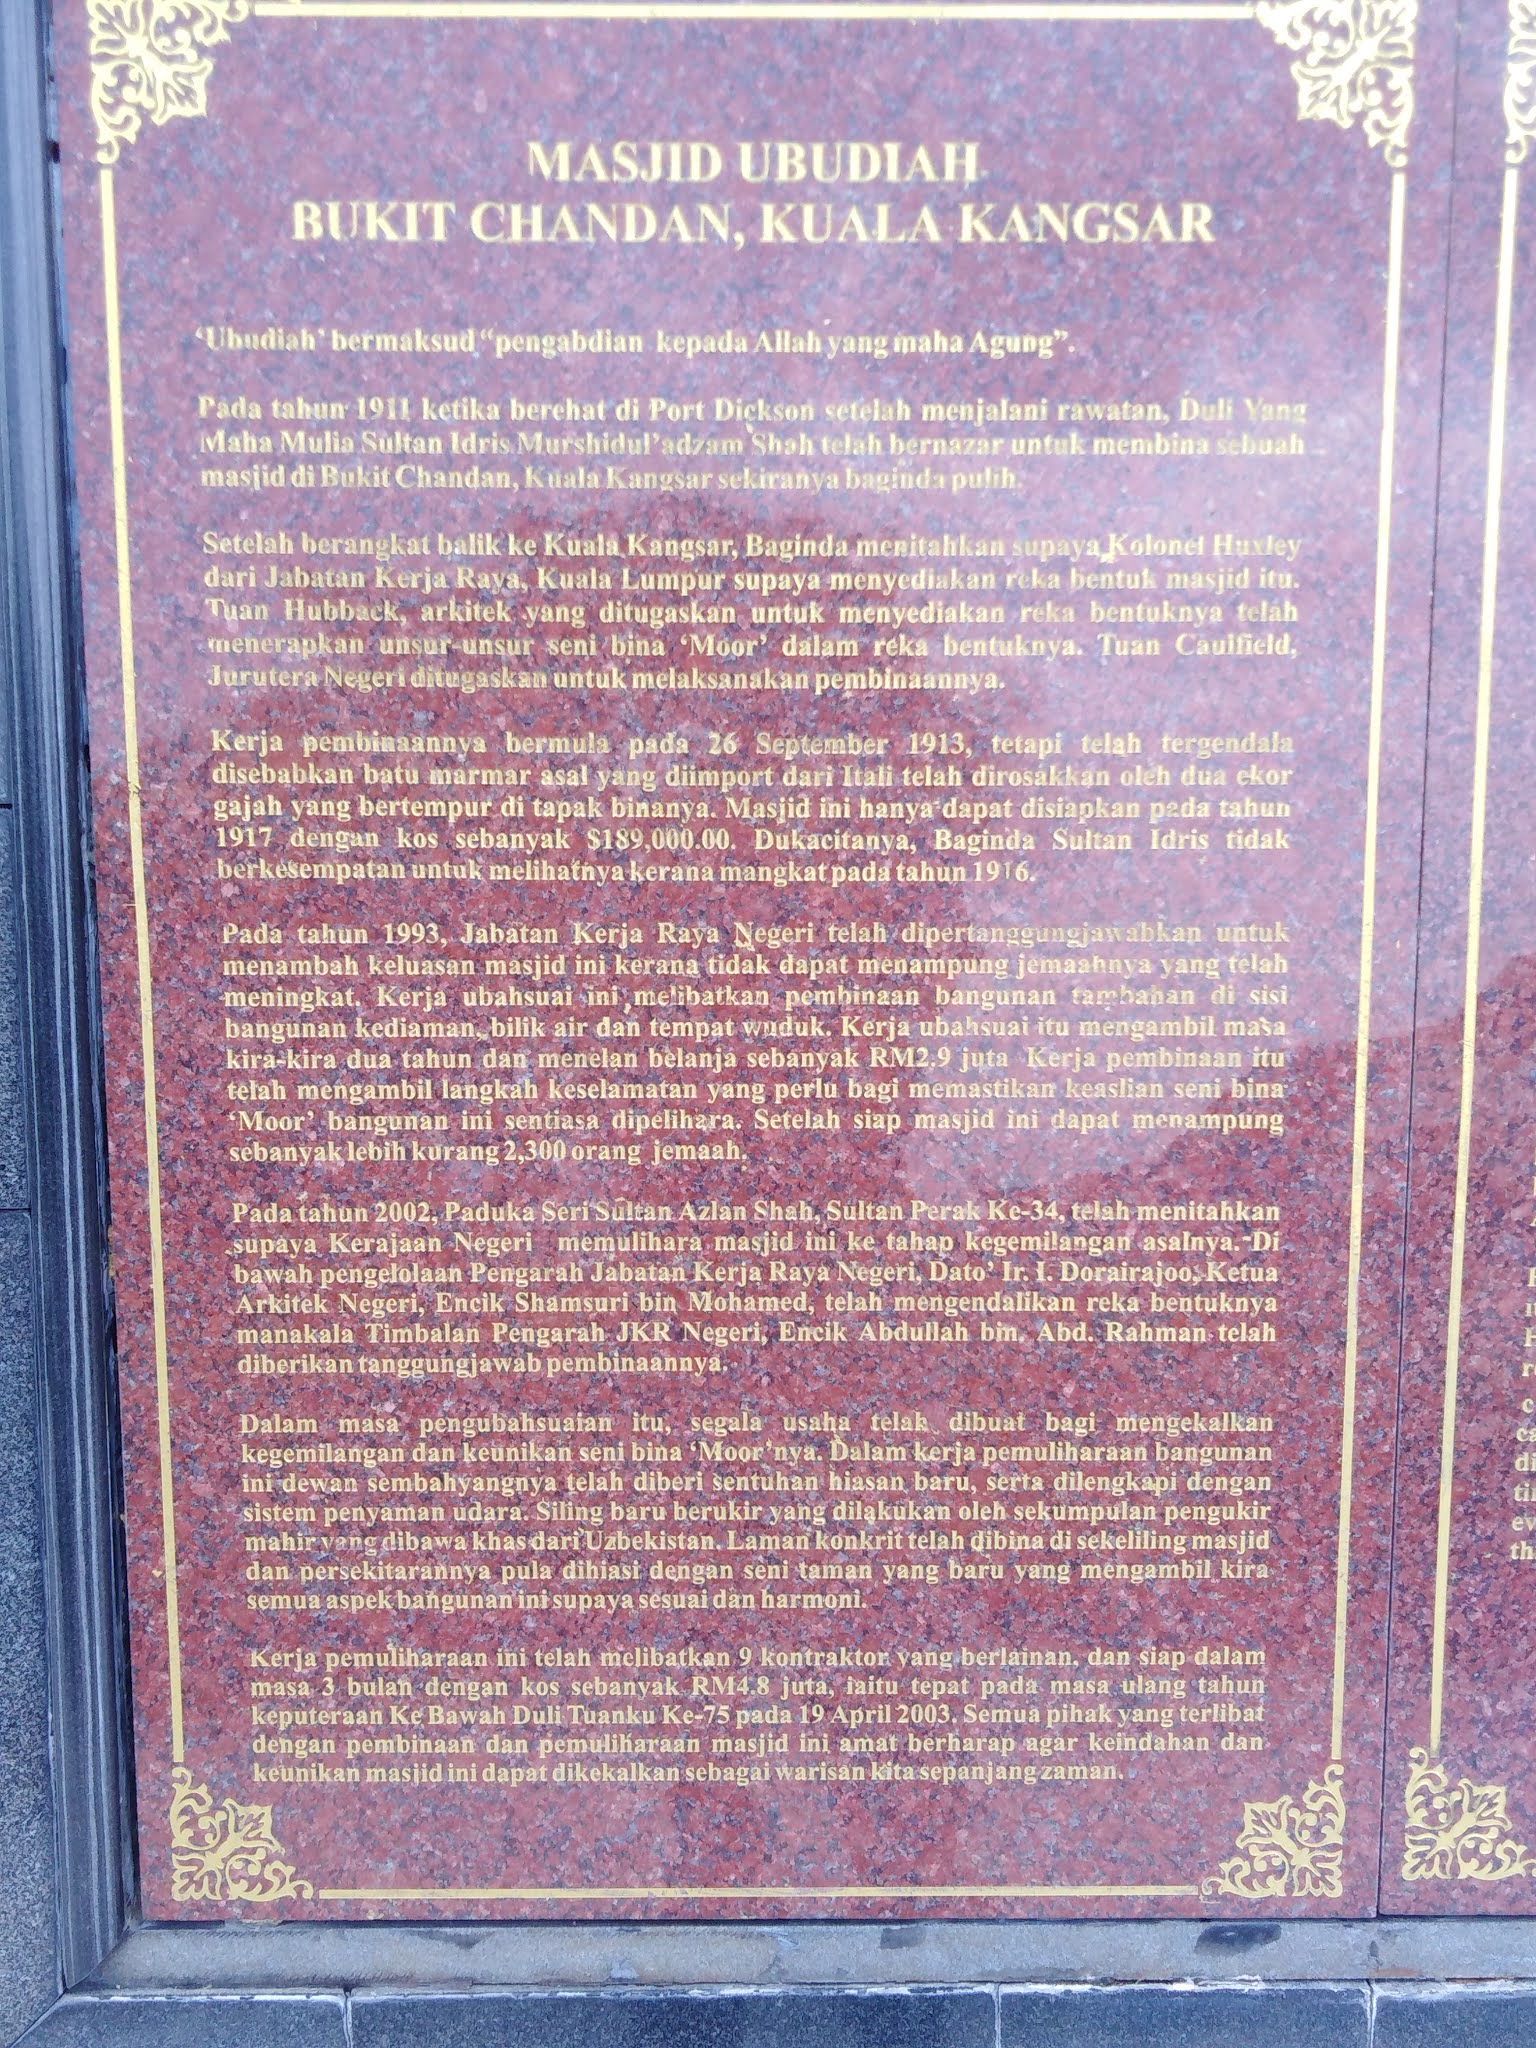 MASJID UBUDIAH
BUKIT CHANDAN, KUALA KANGSAR
‘Ubudiah’ bermaksud “pengabdian kepada Allah yang maha Agung”.
Pada tahun 1911 ketika berehat di Port Dickson setelah menjalani rawatan, Duli Yang
Maha Mulia Sultan Idris Murshidul’adzam Shah telah bernazar untuk membina sebuah
masjid di Bukit Chandan, Kuala Kangsar sekiranya baginda pulih.
Setelah berangkat balik ke Kuala Kangsar, Baginda menitahkan supaya Kolonel Huxley
dari Jabatan Kerja Raya, Kuala Lumpur supaya menyediakan reka bentuk masjid itu.
Tuan Hubback, arkitek yang ditugaskan untuk menyediakan reka bentuknya telah
menerapkan unsur-unsur seni bina ‘Moor’ dalam reka bentuknya. Tuan Caulfield,
Jurutera Negeri ditugaskan untuk melaksanakan pembinaannya.
Kerja pembinaannya bermula pada 26 September 1913, tetapi telah tergendala
disebabkan batu marmar asal yang diimport dari Itali telah dirosakkan oleh dua ekor
gajah yang bertempur di tapak binanya. Masjid ini hanya dapat disiapkan pada tahun
1917 dengan kos sebanyak $189,000.00. Dukacitanya, Baginda Sultan Idris tidak
berkesempatan untuk melihatnya kerana mangkat pada tahun 1916.
Pada tahun 1993, Jabatan Kerja Raya Negeri telah dipertanggungjawabkan untuk
menambah keluasan masjid ini kerana tidak dapat menampung jemaahnya yang telah
meningkat. Kerja ubahsuai ini melibatkan pembinaan bangunan tambahan di sisi
bangunan kediaman, bilik air dan tempat wuduk. Kerja ubahsuai itu mengambil masa
kira-kira dua tahun dan menelan belanja sebanyak RM2.9 juta Kerja pembinaan itu
telah mengambil langkah keselamatan yang perlu bagi memastikan keaslian seni bina
‘Moor’ bangunan ini sentiasa dipelihara. Setelah siap masjid ini dapat menampung
sebanyak lebih kurang 2,300 orang jemaah.
Pada tahun 2002, Paduka Seri Sultan Azlan Shah, Sultan Perak Ke-34, telah menitahkan
supaya Kerajaan Negeri memulihara masjid ini ke tahap kegemilangan asalnya. Di
bawah pengelolaan Pengarah Jabatan Kerja Raya Negeri, Dato’ Ir. I. Dorairajoo, Ketua
Arkitek Negeri, Encik Shamsuri bin Mohamed, telah mengendalikan reka bentuknya
manakala Timbalan Pengarah JKR Negeri, Encik Abdullah bin. Abd. Rahman telah
diberikan tanggungjawab pembinaannya.
Dalam masa pengubahsuaian itu, segala usaha telah dibuat bagi mengekalkan
kegemilangan dan keunikan seni bina ‘Moor’nya. Dalam kerja pemuliharaan bangunan
ini dewan sembahyangnya telah diberi sentuhan hiasan baru, serta dilengkapi dengan
sistem penyaman udara. Siling baru berukir yang dilakukan oleh sekumpulan pengukir
mahir yang dibawa khas dari Uzbekistan. Laman konkrit telah dibina di sekeliling masjid
dan persekitarannya pula dihiasi dengan seni taman yang baru yang mengambil kira
semua aspek bangunan ini supaya sesuai dan harmoni.
Kerja pemuliharaan ini telah melibatkan 9 kontraktor yang berlainan, dan siap dalam
masa 3 bulan dengan kos sebanyak RM4.8 juta, iaitu tepat pada masa ulang tahun
keputeraan Ke Bawah Duli Tuanku Ke-75 pada 19 April 2003. Semua pihak yang terlibat
dengan pembinaan dan pemuliharaan masjid ini amat berharap agar keindahan dan
keunikan masjid ini dapat dikekalkan sebagai warisan kita sepanjang zaman.